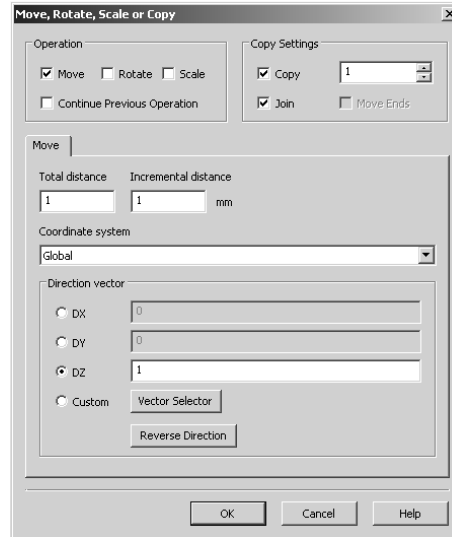 Move, Rotate, Scale or Copy
Operation
Move Rotate Scale
Continue Previous Operation
Copy Settings
Copy 1
Join Move Ends
Move
Total distance Incremental distance
1 1 mm
Coordinate system
Global
Direction vector
DX 0
DY 0
DZ 1
Custom Vector Selector
Reverse Direction
OK Cancel Help